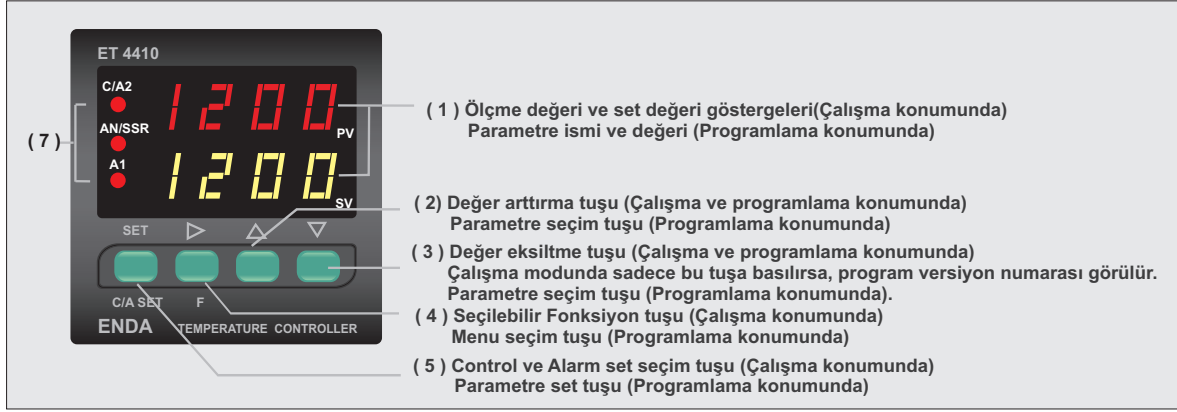 ET 4410
C/A2
1200
( 7 )
AN/SSR
PV
A1
1200
SV
SET
C/A SET F
ENDA TEMPERATURE CONTROLLER
( 1 ) Ölçme değeri ve set değeri göstergeleri(Çalışma konumunda)
Parametre ismi ve değeri (Programlama konumunda)
( 2) Değer arttırma tuşu (Çalışma ve programlama konumunda)
Parametre seçim tuşu (Programlama konumunda)
( 3 ) Değer eksiltme tuşu (Çalışma ve programlama konumunda)
Çalışma modunda sadece bu tuşa basılırsa, program versiyon numarası görülür.
Parametre seçim tuşu (Programlama konumunda).
( 4 ) Seçilebilir Fonksiyon tuşu (Çalışma konumunda)
Menu seçim tuşu (Programlama konumunda)
( 5 ) Control ve Alarm set seçim tuşu (Çalışma konumunda)
Parametre set tuşu (Programlama konumunda)